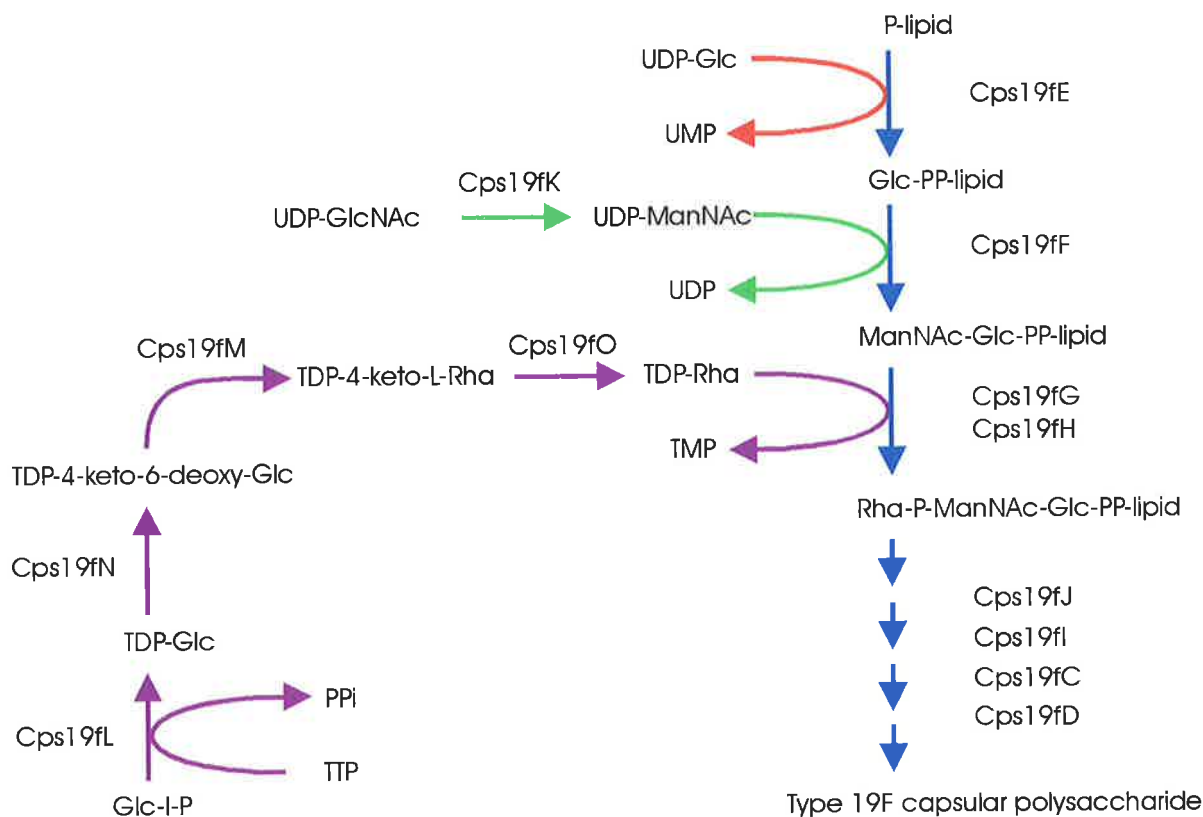 P-lipid
UDP-Glc
Cps19fE
UMP
Glc-PP-lipid
Cps19fK
UDP-GlcNAc
UDP-ManNAc
Cps19fF
UDP
ManNAc-Glc-PP-lipid
Cps19fM
Cps19fO
TDP-4-keto-L-Rha
TDP-Rha
Cps19fG
Cps19fH
TMP
TDP-4-keto-6-deoxy-Glc
Rha-P-ManNAc-Glc-PP-lipid
Cps19fN
Cps19fJ
Cps19fI
TDP-Glc
Cps19fC
PPi
Cps19fD
Cps19fL
TTP
Glc-I-P
Type 19F capsular polysaccharide